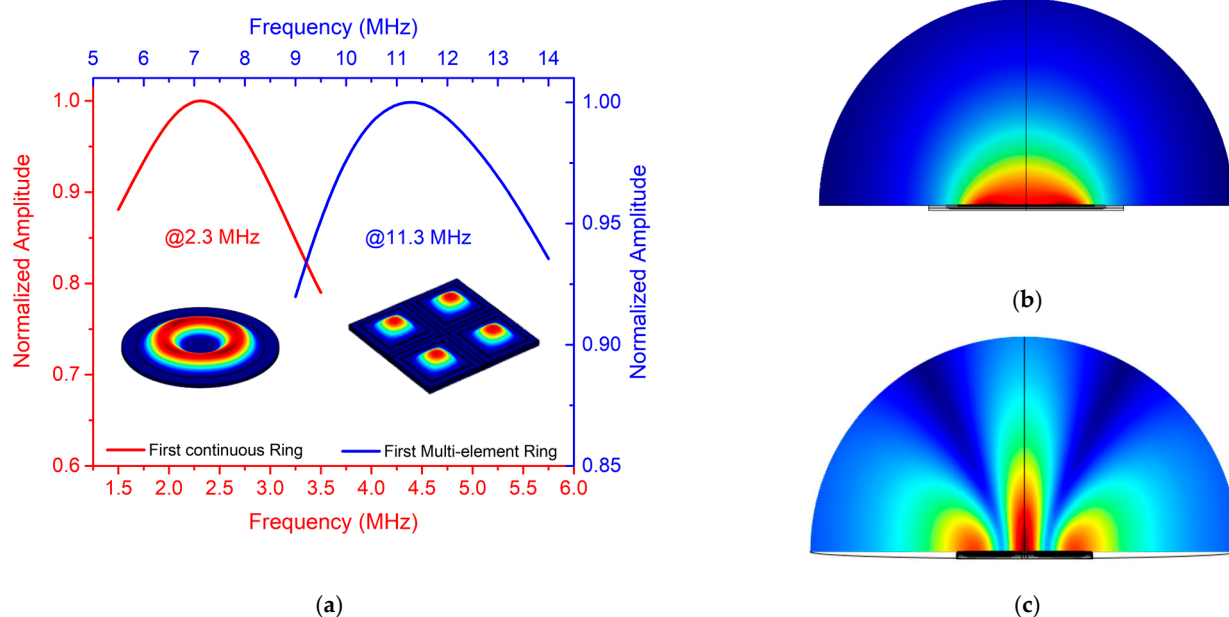 Frequency (MHz)
5 6 7 8 9 10 11 12 13 14
Normalized Amplitude
1.0
0.9
0.8
0.7
0.6
1.00
0.95
0.90
0.85
Normalized Amplitude
@2.3 MHz
@11.3 MHz
First continuous Ring
First Multi-element Ring
1.5 2.0 2.5 3.0 3.5 4.0 4.5 5.0 5.5 6.0
Frequency (MHz)
(a)
(b)
(c)